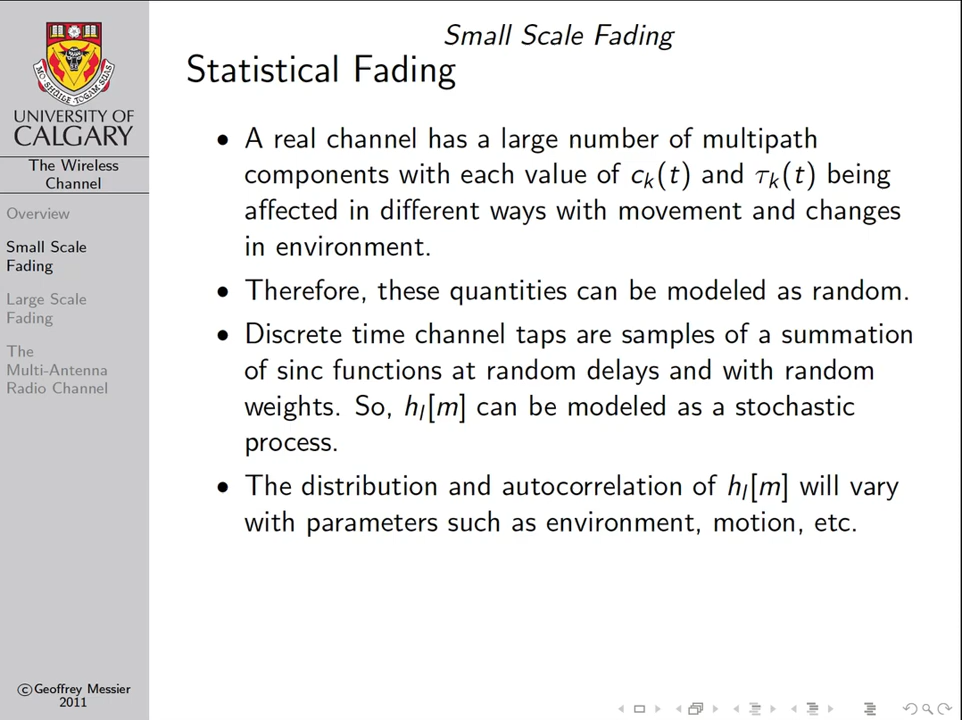 Small Scale Fading
Statistical Fading
UNIVERSITY OF
CALGARY
The Wireless
Channel
Overview
Small Scale
Fading
Large Scale
Fading
The
Multi-Antenna
Radio Channel
• A real channel has a large number of multipath
components with each value of cₖ(t) and τₖ(t) being
affected in different ways with movement and changes
in environment.
• Therefore, these quantities can be modeled as random.
• Discrete time channel taps are samples of a summation
of sinc functions at random delays and with random
weights. So, hₗ[m] can be modeled as a stochastic
process.
• The distribution and autocorrelation of hₗ[m] will vary
with parameters such as environment, motion, etc.
©Geoffrey Messier
2011